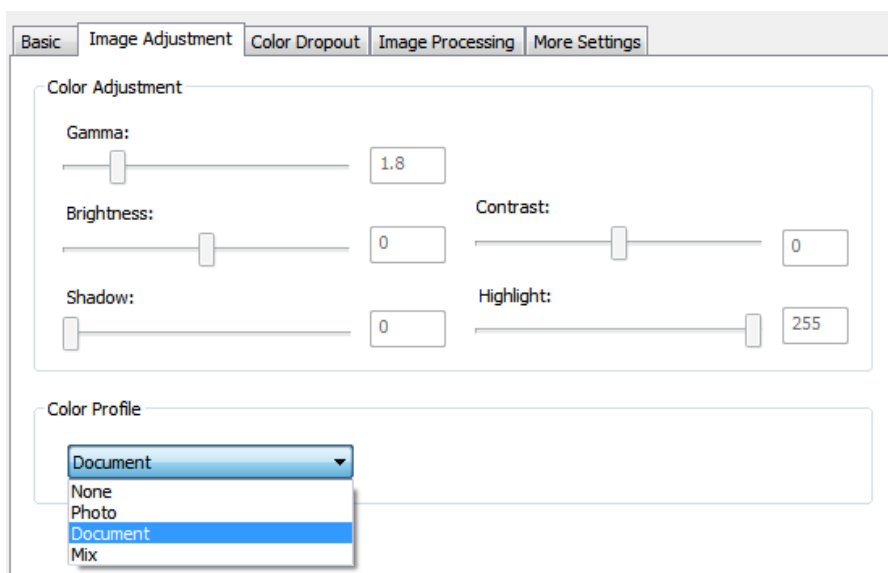 Basic Image Adjustment Color Dropout Image Processing More Settings
Color Adjustment
Gamma:
1.8
Brightness:
0
Contrast:
0
Shadow:
0
Highlight:
255
Color Profile
Document
None
Photo
Document
Mix